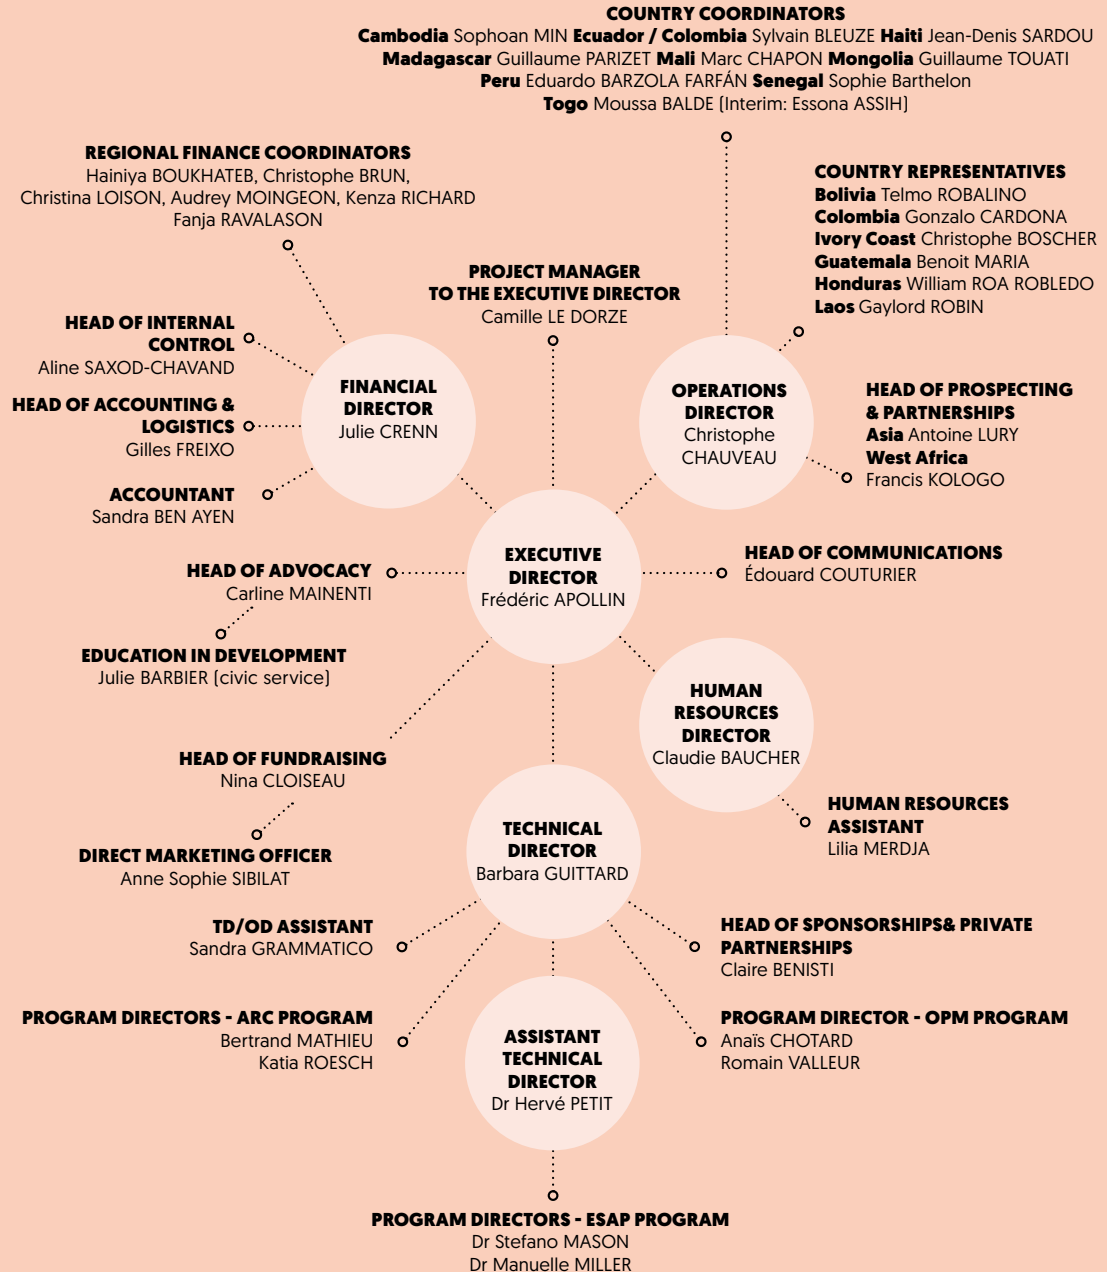 COUNTRY COORDINATORS
Cambodia Sophoan MIN Ecuador / Colombia Sylvain BLEUZE Haiti Jean-Denis SARDOU
Madagascar Guillaume PARIZET Mali Marc CHAPON Mongolia Guillaume TOUATI
Peru Eduardo BARZOLA FARFÁN Senegal Sophie Barthelon
Togo Moussa BALDE (Interim: Essona ASSIH)
REGIONAL FINANCE COORDINATORS
Hainiya BOUKHATEB, Christophe BRUN,
Christina LOISON, Audrey MOINGEON, Kenza RICHARD
Fanja RAVALASON
COUNTRY REPRESENTATIVES
Bolivia Telmo ROBALINO
Colombia Gonzalo CARDONA
Ivory Coast Christophe BOSCHER
Guatemala Benoit MARIA
Honduras William ROA ROBLEDO
Laos Gaylord ROBIN
PROJECT MANAGER
TO THE EXECUTIVE DIRECTOR
Camille LE DORZE
HEAD OF INTERNAL
CONTROL
Aline SAXOD-CHAVAND
HEAD OF ACCOUNTING &
LOGISTICS
Gilles FREIXO
ACCOUNTANT
Sandra BEN AYEN
FINANCIAL
DIRECTOR
Julie CRENN
OPERATIONS
DIRECTOR
Christophe
CHAUVEAU
HEAD OF PROSPECTING
& PARTNERSHIPS
Asia Antoine LURY
West Africa
Francis KOLOGO
EXECUTIVE
DIRECTOR
Frédéric APOLLIN
HEAD OF COMMUNICATIONS
Édouard COUTURIER
HEAD OF ADVOCACY
Carline MAINENTI
EDUCATION IN DEVELOPMENT
Julie BARBIER (civic service)
HUMAN
RESOURCES
DIRECTOR
Claudie BAUCHER
HEAD OF FUNDRAISING
Nina CLOISEAU
HUMAN RESOURCES
ASSISTANT
Lilia MERDJA
DIRECT MARKETING OFFICER
Anne Sophie SIBILAT
TECHNICAL
DIRECTOR
Barbara GUITTARD
TD/OD ASSISTANT
Sandra GRAMMATICO
HEAD OF SPONSORSHIPS& PRIVATE
PARTNERSHIPS
Claire BENISTI
PROGRAM DIRECTORS - ARC PROGRAM
Bertrand MATHIEU
Katia ROESCH
ASSISTANT
TECHNICAL
DIRECTOR
Dr Hervé PETIT
PROGRAM DIRECTOR - OPM PROGRAM
Anaïs CHOTARD
Romain VALLEUR
PROGRAM DIRECTORS - ESAP PROGRAM
Dr Stefano MASON
Dr Manuelle MILLER